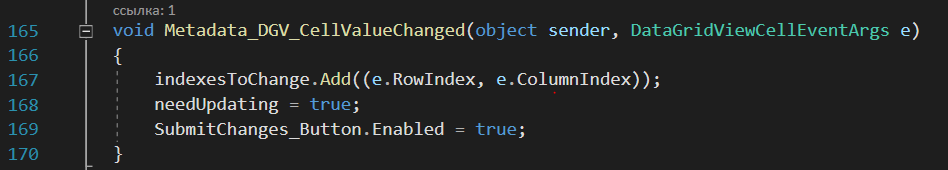 ссылка: 1
165 void Metadata_DGV_CellValueChanged(object sender, DataGridViewCellEventArgs e)
166 {
167 indexesToChange.Add((e.RowIndex, e.ColumnIndex));
168 needUpdating = true;
169 SubmitChanges_Button.Enabled = true;
170 }